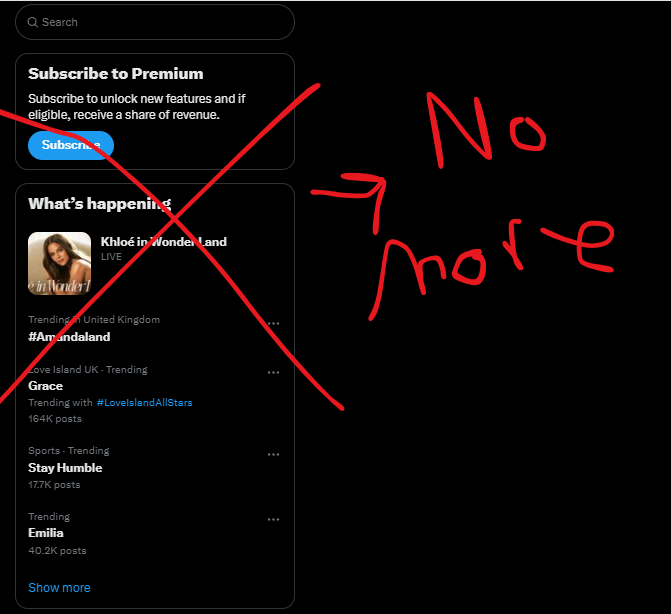 Search
Subscribe to Premium
Subscribe to unlock new features and if
eligible, receive a share of revenue.
Subscribe
What's happening
Khloé in Wonder Land
LIVE
e in Wonderl
Trending in United Kingdom
#Amandaland
Love Island UK · Trending
Grace
Trending with #LoveIslandAllStars
164K posts
Sports · Trending
Stay Humble
17.7K posts
Trending
Emilia
40.2K posts
Show more
No
more